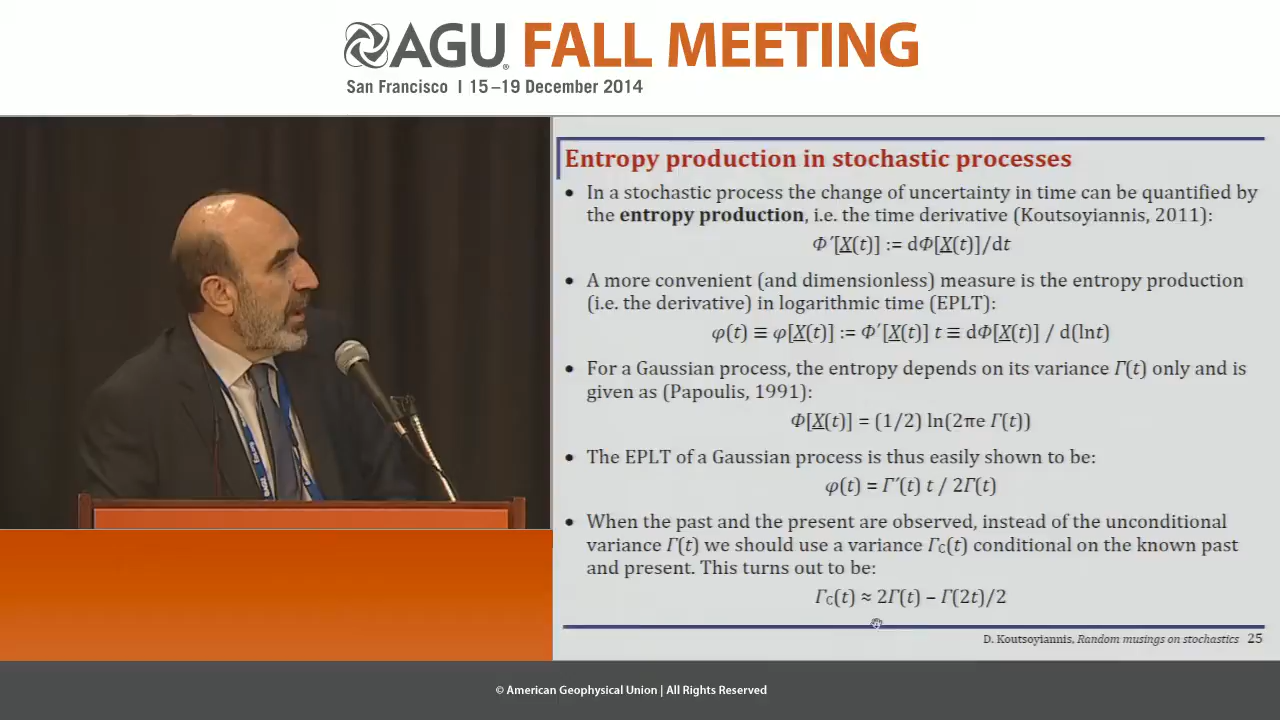 AGU FALL MEETING
San Francisco | 15–19 December 2014
Entropy production in stochastic processes
• In a stochastic process the change of uncertainty in time can be quantified by
the entropy production, i.e. the time derivative (Koutsoyiannis, 2011):
Φ′[X(t)] := dΦ[X(t)]/dt
• A more convenient (and dimensionless) measure is the entropy production
(i.e. the derivative) in logarithmic time (EPLT):
φ(t) ≡ φ[X(t)] := Φ′[X(t)] t ≡ dΦ[X(t)] / d(lnt)
• For a Gaussian process, the entropy depends on its variance Γ(t) only and is
given as (Papoulis, 1991):
Φ[X(t)] = (1/2) ln(2πe Γ(t))
• The EPLT of a Gaussian process is thus easily shown to be:
φ(t) = Γ′(t) t / 2Γ(t)
• When the past and the present are observed, instead of the unconditional
variance Γ(t) we should use a variance ΓC(t) conditional on the known past
and present. This turns out to be:
ΓC(t) ≈ 2Γ(t) – Γ(2t)/2
D. Koutsoyiannis, Random musings on stochastics 25
© American Geophysical Union | All Rights Reserved